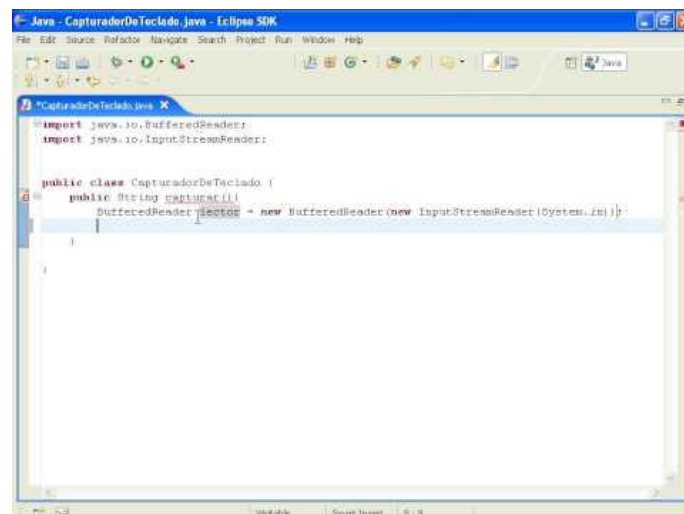 Java - CapturadorDeTeclado.java - Eclipse SDK
File Edit Source Refactor Navigate Search Project Run Window Help
Java
*CapturadorDeTeclado.java
import java.io.BufferedReader;
import java.io.InputStreamReader;
public class CapturadorDeTeclado {
public String capturar(){
BufferedReader lector = new BufferedReader(new InputStreamReader(System.in));
}
}
Writable Smart Insert 8 : 9